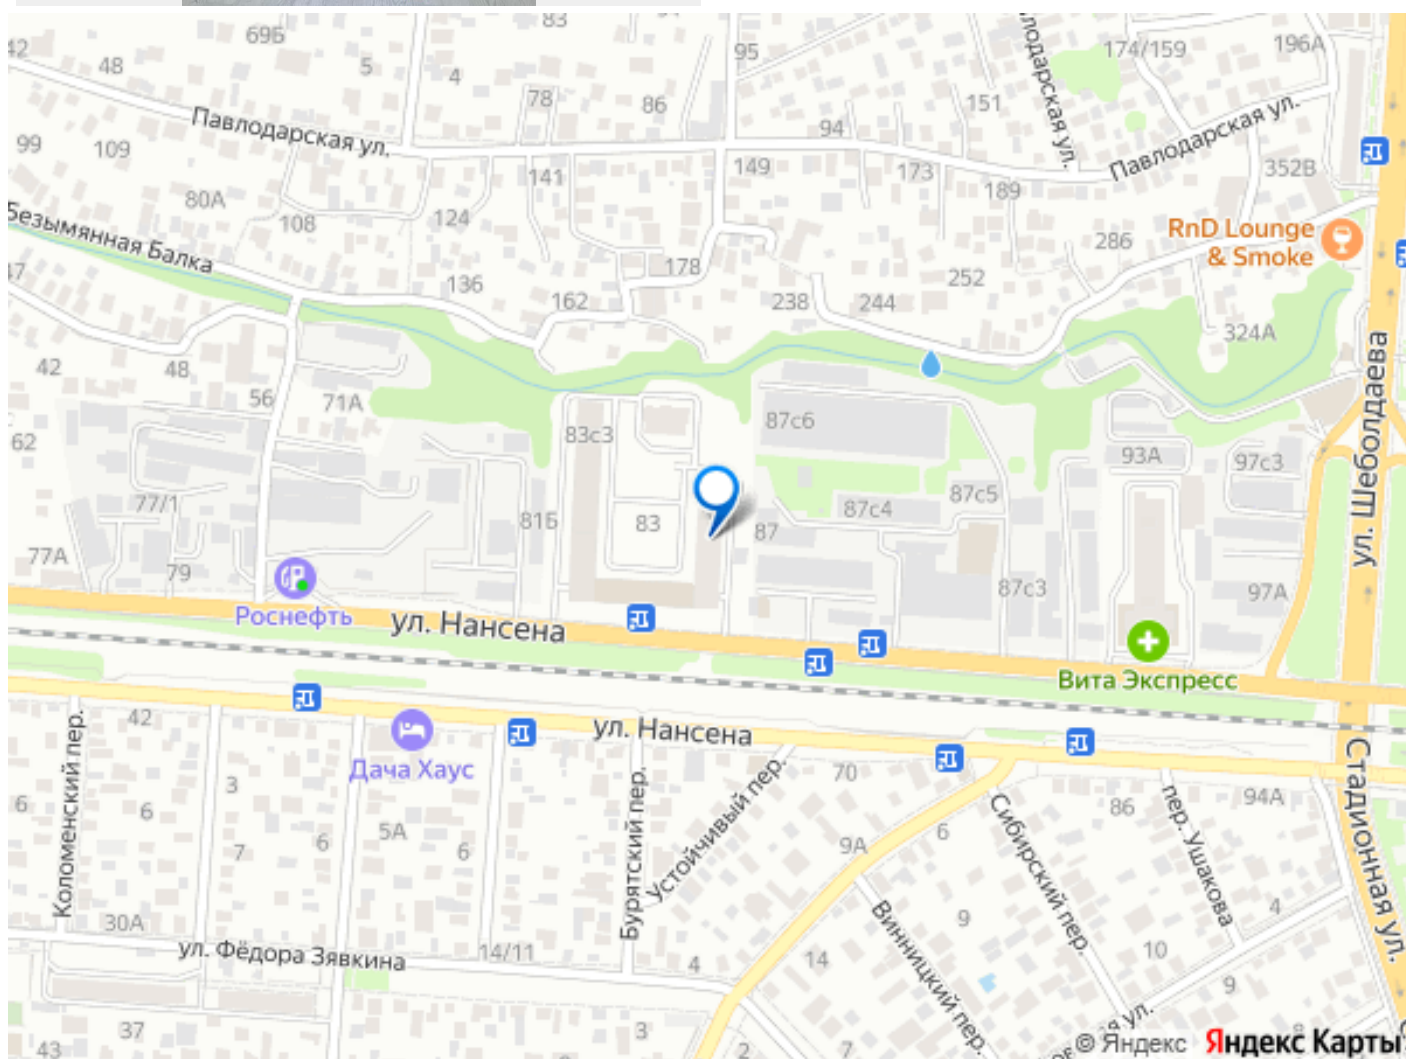 83
69Б
42
95
174/159
196А
48
5
4
78
86
151
94
Павлодарская ул.
Павлодарская ул.
99
109
149
173
352В
141
189
80А
108
124
RnD Lounge
& Smoke
286
Безымянная Балка
178
252
136
162
238
244
324А
ул. Шеболдаева
42
48
56
71А
62
83с3
87с6
93А
97с3
77/1
87с5
87с4
81Б
83
87
77А
79
87с3
97А
Роснефть
ул. Нансена
Вита Экспресс
42
ул. Нансена
Дача Хаус
Коломенский пер.
3
6
6
7
6
5А
6
Бурятский пер.
Устойчивый пер.
70
9А
6
86
94А
Сибирский пер.
пер. Ушакова
Стадионная ул.
30А
ул. Фёдора Зявкина
14/11
4
14
9
Винницкий пер.
10
4
9
37
43
3
2
7
ул.
© Яндекс Яндекс Карты